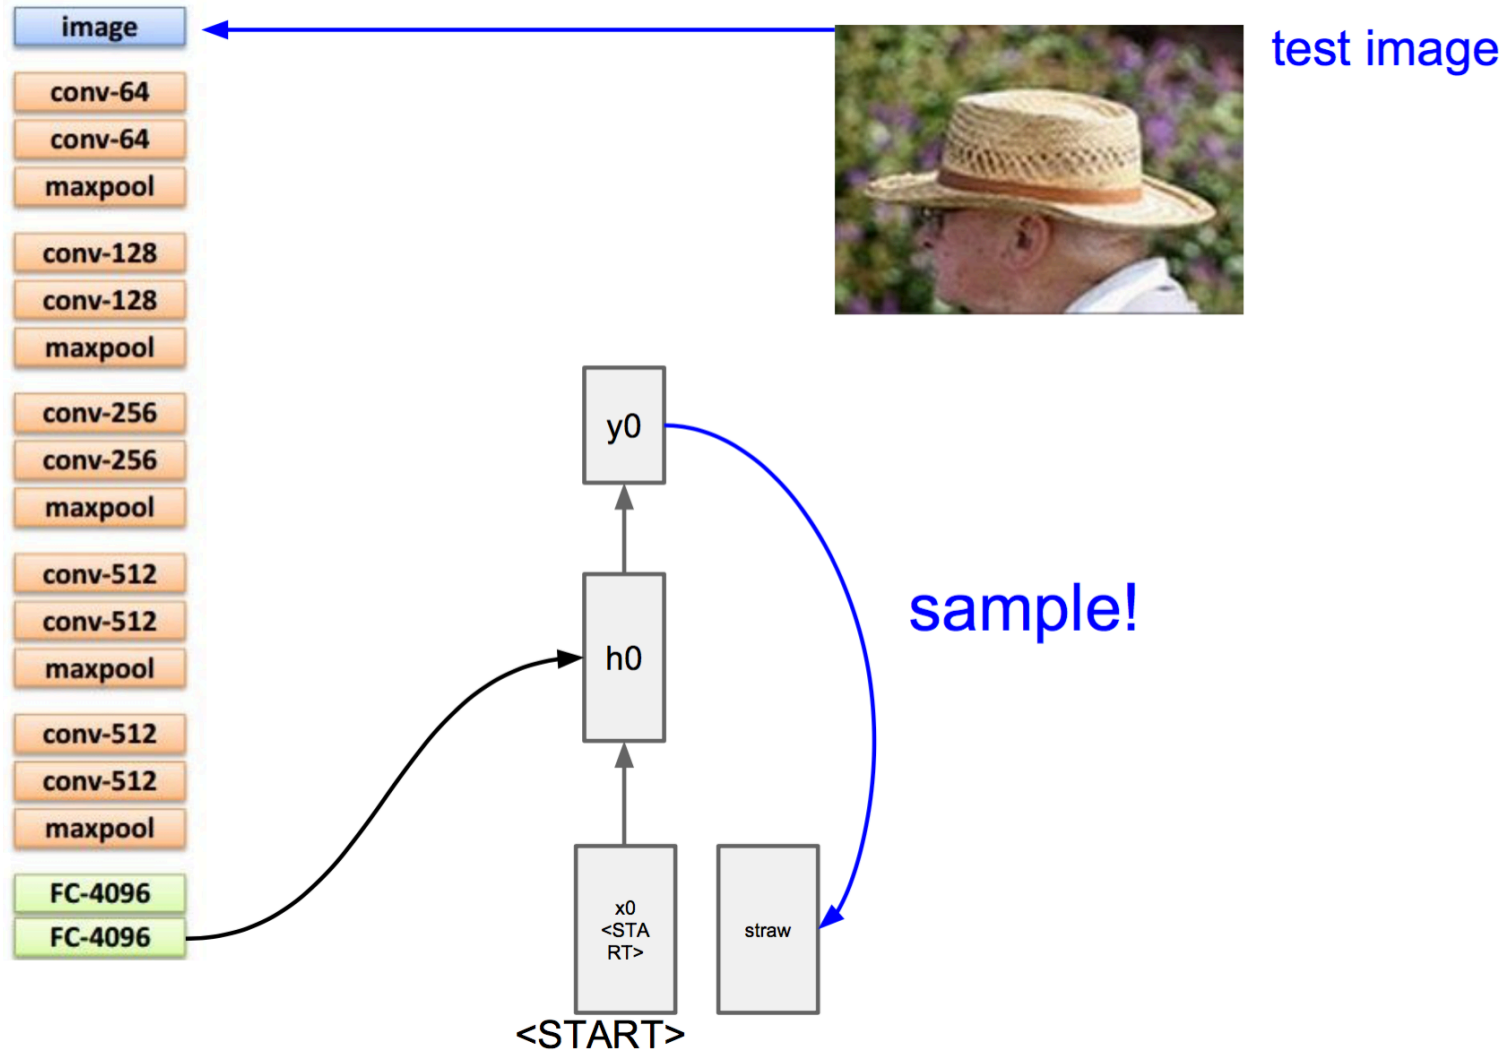 image
conv-64
conv-64
maxpool
conv-128
conv-128
maxpool
conv-256
conv-256
maxpool
conv-512
conv-512
maxpool
conv-512
conv-512
maxpool
FC-4096
FC-4096
test image
y0
sample!
h0
x0
<STA
RT>
straw
<START>